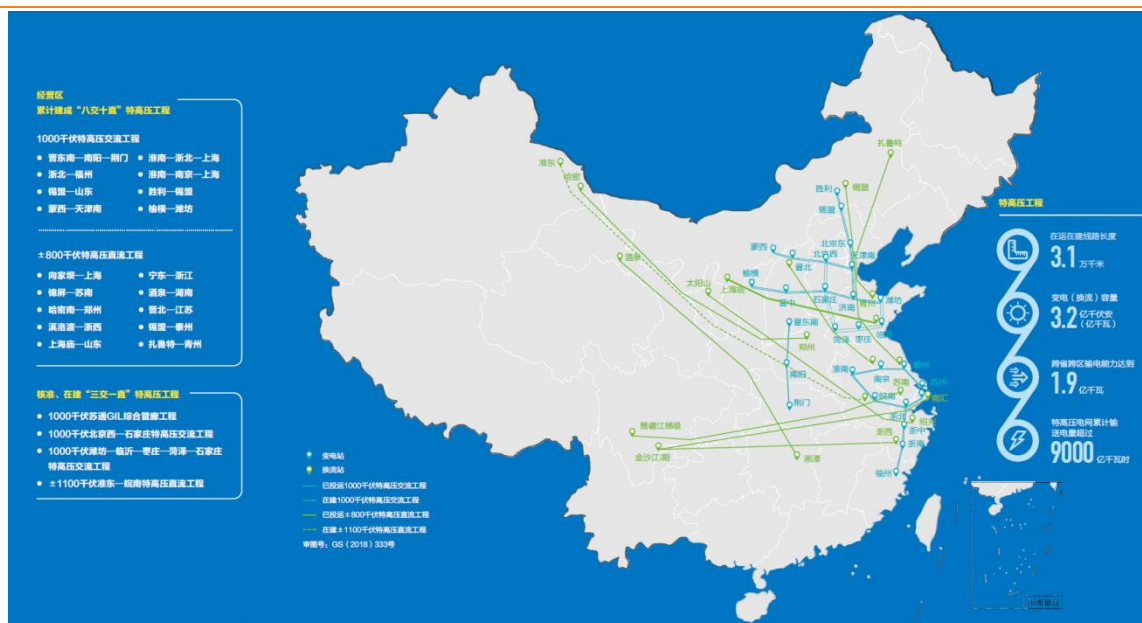 经营区
累计建成“八交十直”特高压工程
1000千伏特高压交流工程
晋东南—南阳—荆门
淮南—浙北—上海
浙北—福州
淮南—南京—上海
锡盟—山东
胜利—锡盟
蒙西—天津南
榆横—潍坊
±800千伏特高压直流工程
向家坝—上海
宁东—浙江
锦屏—苏南
酒泉—湖南
哈密南—郑州
晋北—江苏
溪洛渡—浙西
锡盟—泰州
上海庙—山东
扎鲁特—青州
核准、在建“三交一直”特高压工程
1000千伏苏通GIL综合管廊工程
1000千伏北京西—石家庄特高压交流工程
1000千伏潍坊—临沂—枣庄—菏泽—石家庄
特高压交流工程
±1100千伏准东—皖南特高压直流工程
准东
哈密
酒泉
扎鲁特
胜利
锡盟
锡盟
蒙西
北京东
北京西
天津南
晋北
榆横
太阳山
上海庙
晋中
石家庄
济南
青州
潍坊
晋东南
郑州
菏泽
枣庄
南阳
淮南
南京
泰州
苏南
苏州
荆门
皖南
南汇
浙北
绍兴
雅砻江梯级
浙西
浙中
浙南
湘潭
福州
变电站
换流站
已投运1000千伏特高压交流工程
在建1000千伏特高压交流工程
已投运±800千伏特高压直流工程
在建±1100千伏特高压直流工程
审图号：GS（2018）333号
特高压工程
在运在建线路长度
3.1 万千米
变电（换流）容量
3.2 亿千伏安
（亿千瓦）
跨省跨区输电能力达到
1.9 亿千瓦
特高压电网累计输
送电量超过
9000 亿千瓦时